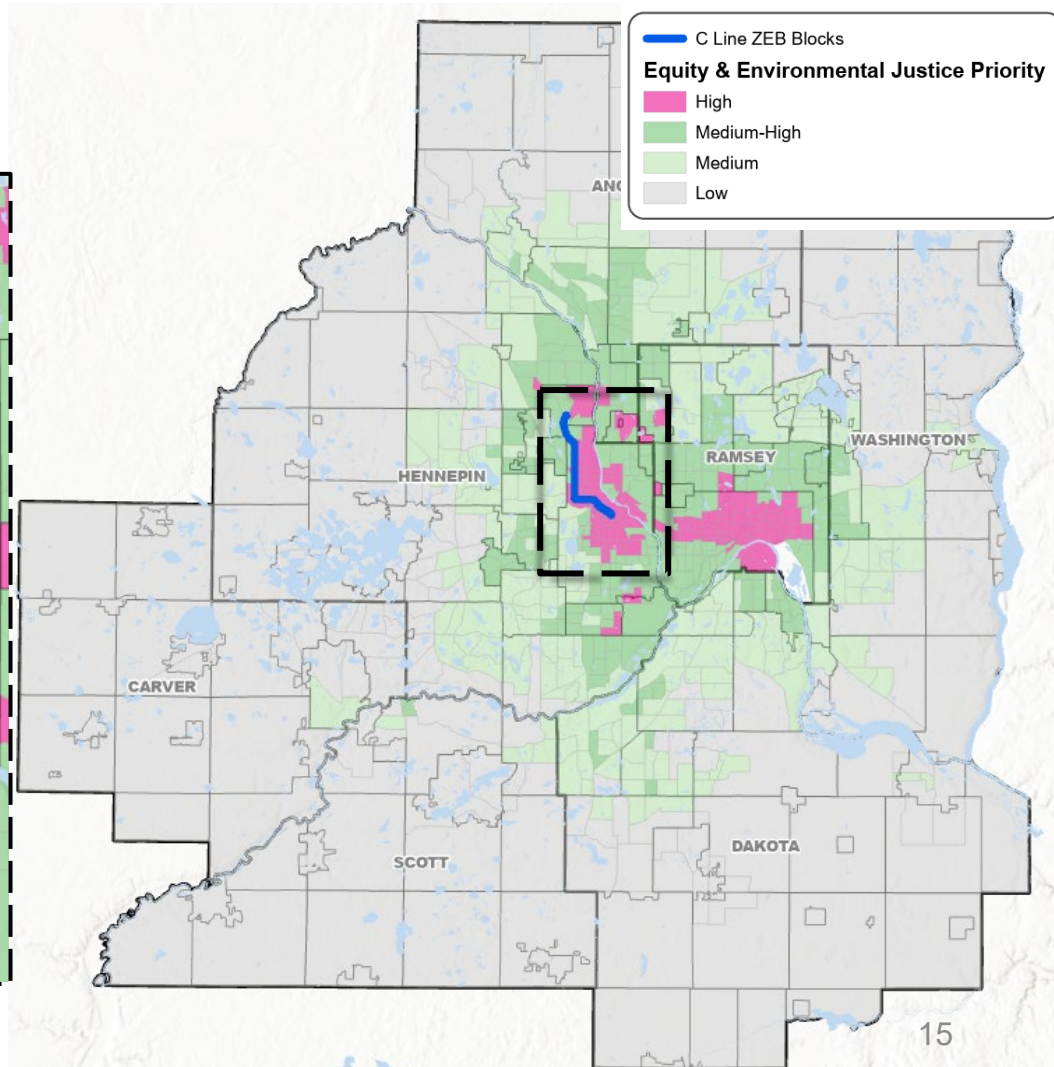 C Line ZEB Blocks
Equity & Environmental Justice Priority
High
Medium-High
Medium
Low
WASHINGTON
RAMSEY
HENNEPIN
CARVER
DAKOTA
SCOTT
15